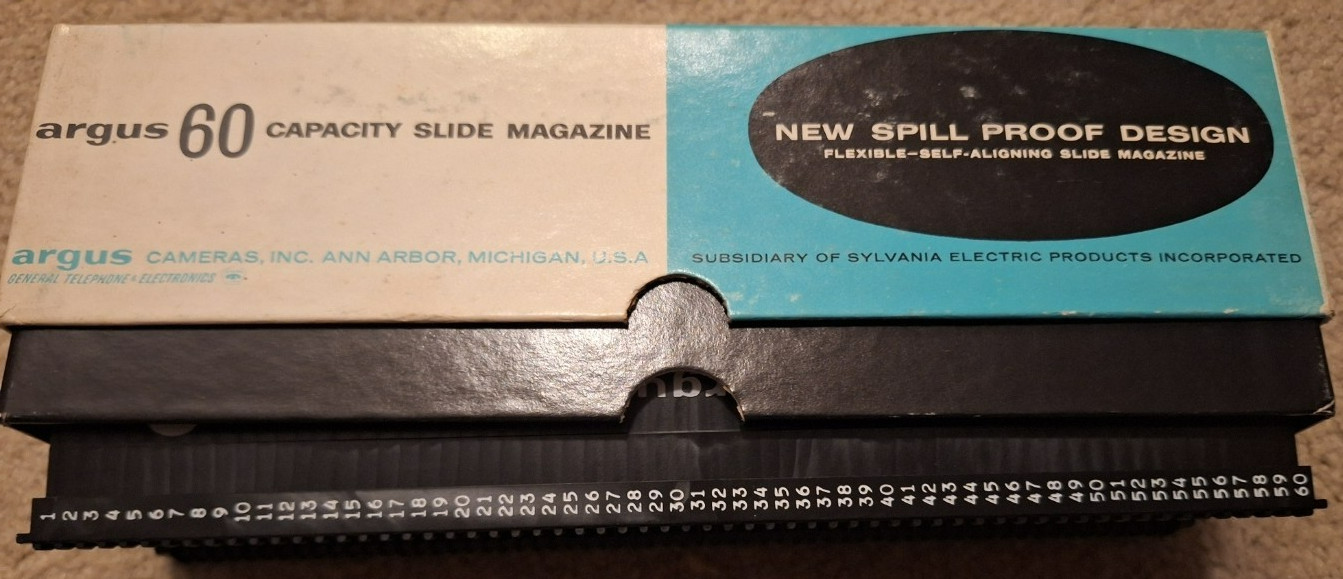 argus 60 CAPACITY SLIDE MAGAZINE
argus CAMERAS, INC. ANN ARBOR, MICHIGAN, U.S.A
GENERAL TELEPHONE & ELECTRONICS
NEW SPILL PROOF DESIGN
FLEXIBLE-SELF-ALIGNING SLIDE MAGAZINE
SUBSIDIARY OF SYLVANIA ELECTRIC PRODUCTS INCORPORATED
1 2 3 4 5 6 7 8 9 10 11 12 13 14 15 16 17 18 19 20 21 22 23 24 25 26 27 28 29 30 31 32 33 34 35 36 37 38 39 40 41 42 43 44 45 46 47 48 49 50 51 52 53 54 55 56 57 58 59 60